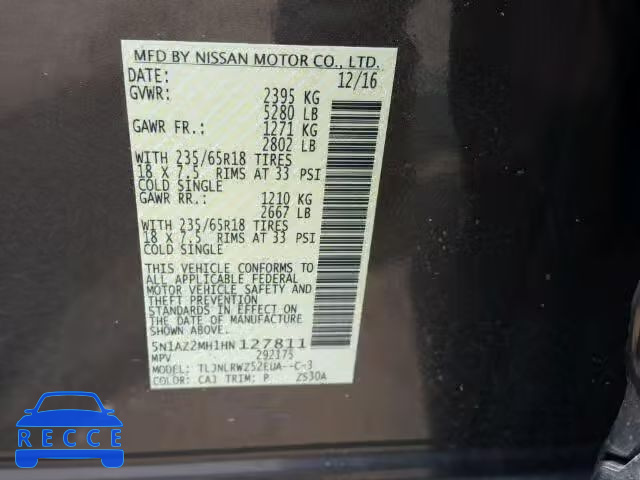 MFD BY NISSAN MOTOR CO., LTD.
DATE: 12/16
GVWR: 2395 KG
5280 LB
GAWR FR.: 1271 KG
2802 LB
WITH 235/65R18 TIRES
18 X 7.5 RIMS AT 33 PSI
COLD SINGLE
GAWR RR.: 1210 KG
2667 LB
WITH 235/65R18 TIRES
18 X 7.5 RIMS AT 33 PSI
COLD SINGLE
THIS VEHICLE CONFORMS TO
ALL APPLICABLE FEDERAL
MOTOR VEHICLE SAFETY AND
THEFT PREVENTION
STANDARDS IN EFFECT ON
THE DATE OF MANUFACTURE
SHOWN ABOVE.
5N1AZ2MH1HN 127811
MPV 292175
MODEL: TL3NLRWZ52EUA--C-3
COLOR: CAJ TRIM: P Z530A
RECCE